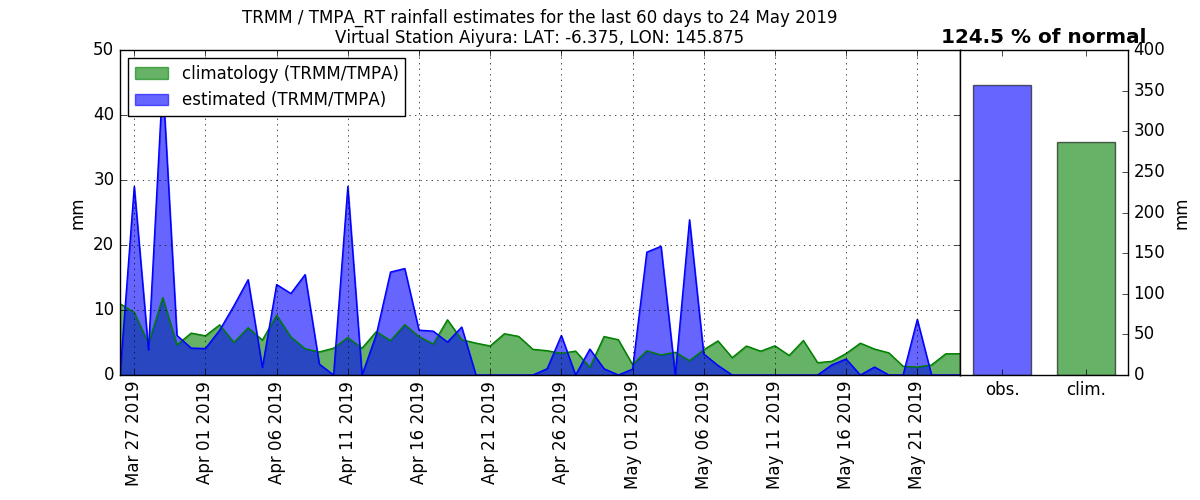 TRMM / TMPA_RT rainfall estimates for the last 60 days to 24 May 2019
Virtual Station Aiyura: LAT: -6.375, LON: 145.875
124.5 % of normal
climatology (TRMM/TMPA)
estimated (TRMM/TMPA)
50
40
30
20
10
0
mm
Mar 27 2019
Apr 01 2019
Apr 06 2019
Apr 11 2019
Apr 16 2019
Apr 21 2019
Apr 26 2019
May 01 2019
May 06 2019
May 11 2019
May 16 2019
May 21 2019
400
350
300
250
200
150
100
50
0
mm
obs.
clim.